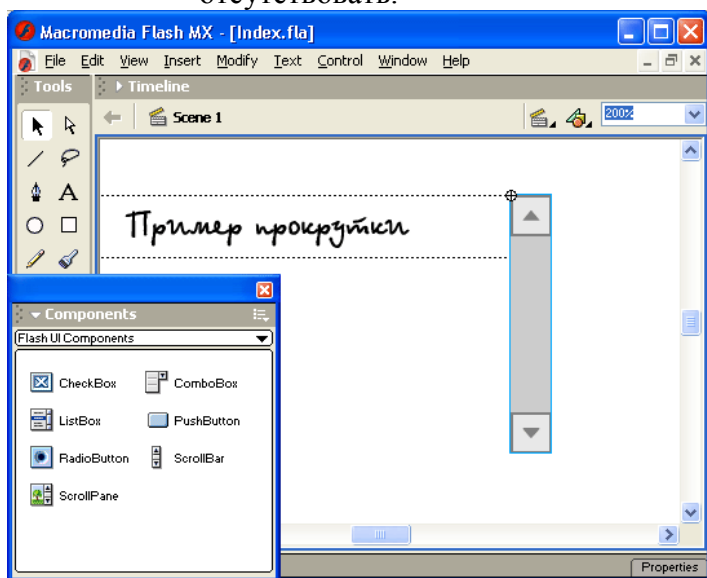 отсутствовать.
Macromedia Flash MX - [Index.fla]
File Edit View Insert Modify Text Control Window Help
Tools Timeline
Scene 1 200%
Пример прокрутки
Components
Flash UI Components
CheckBox ComboBox
ListBox PushButton
RadioButton ScrollBar
ScrollPane
Properties